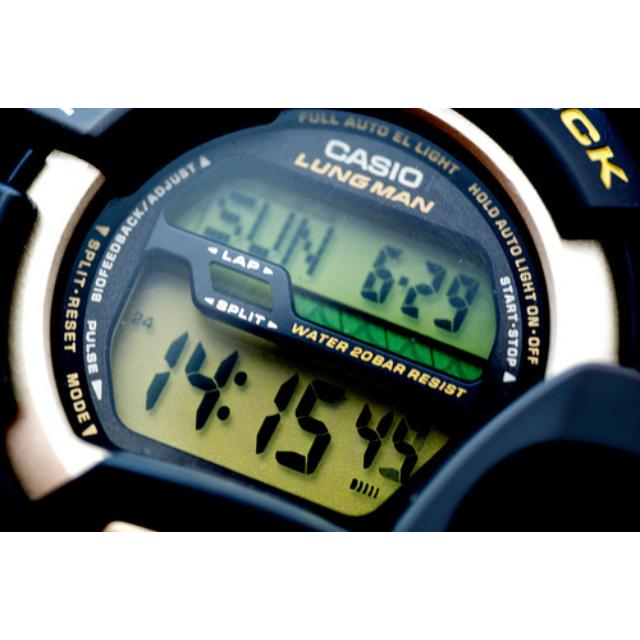 FULL AUTO EL LIGHT
CASIO
LUNGMAN
HOLD AUTO LIGHT ON·OFF
BIOFEEDBACK/ADJUST
SPLIT·RESET
SUN 6·29
LAP
SPLIT
START·STOP
WATER 20BAR RESIST
24
14:15 45
PULSE
MODE